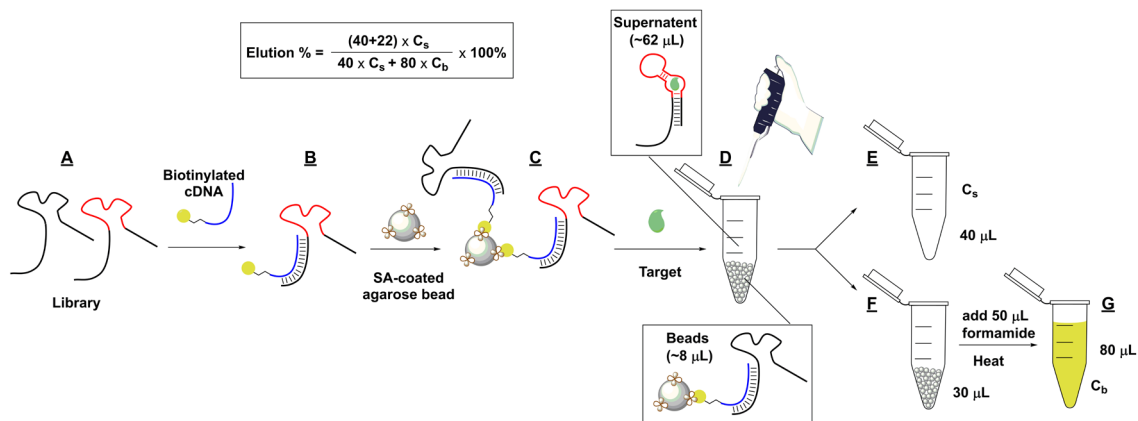 Elution % = (40+22) x Cs / 40 x Cs + 80 x Cb x 100%
Supernatent
(~62 μL)
A
Biotinylated
cDNA
B
C
D
E
Library
SA-coated
agarose bead
Target
Cs
40 μL
Beads
(~8 μL)
F
30 μL
add 50 μL
formamide
Heat
G
80 μL
Cb